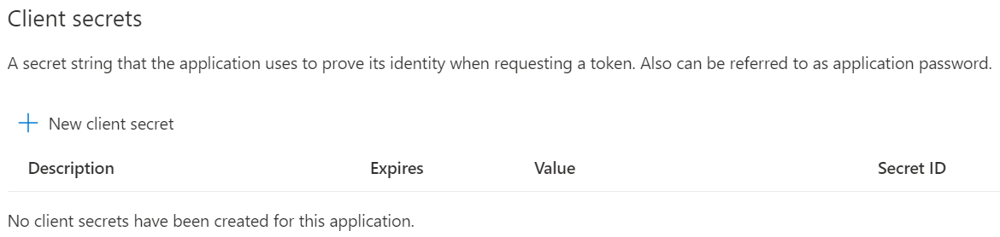 Client secrets
A secret string that the application uses to prove its identity when requesting a token. Also can be referred to as application password.
New client secret
Description Expires Value Secret ID
No client secrets have been created for this application.